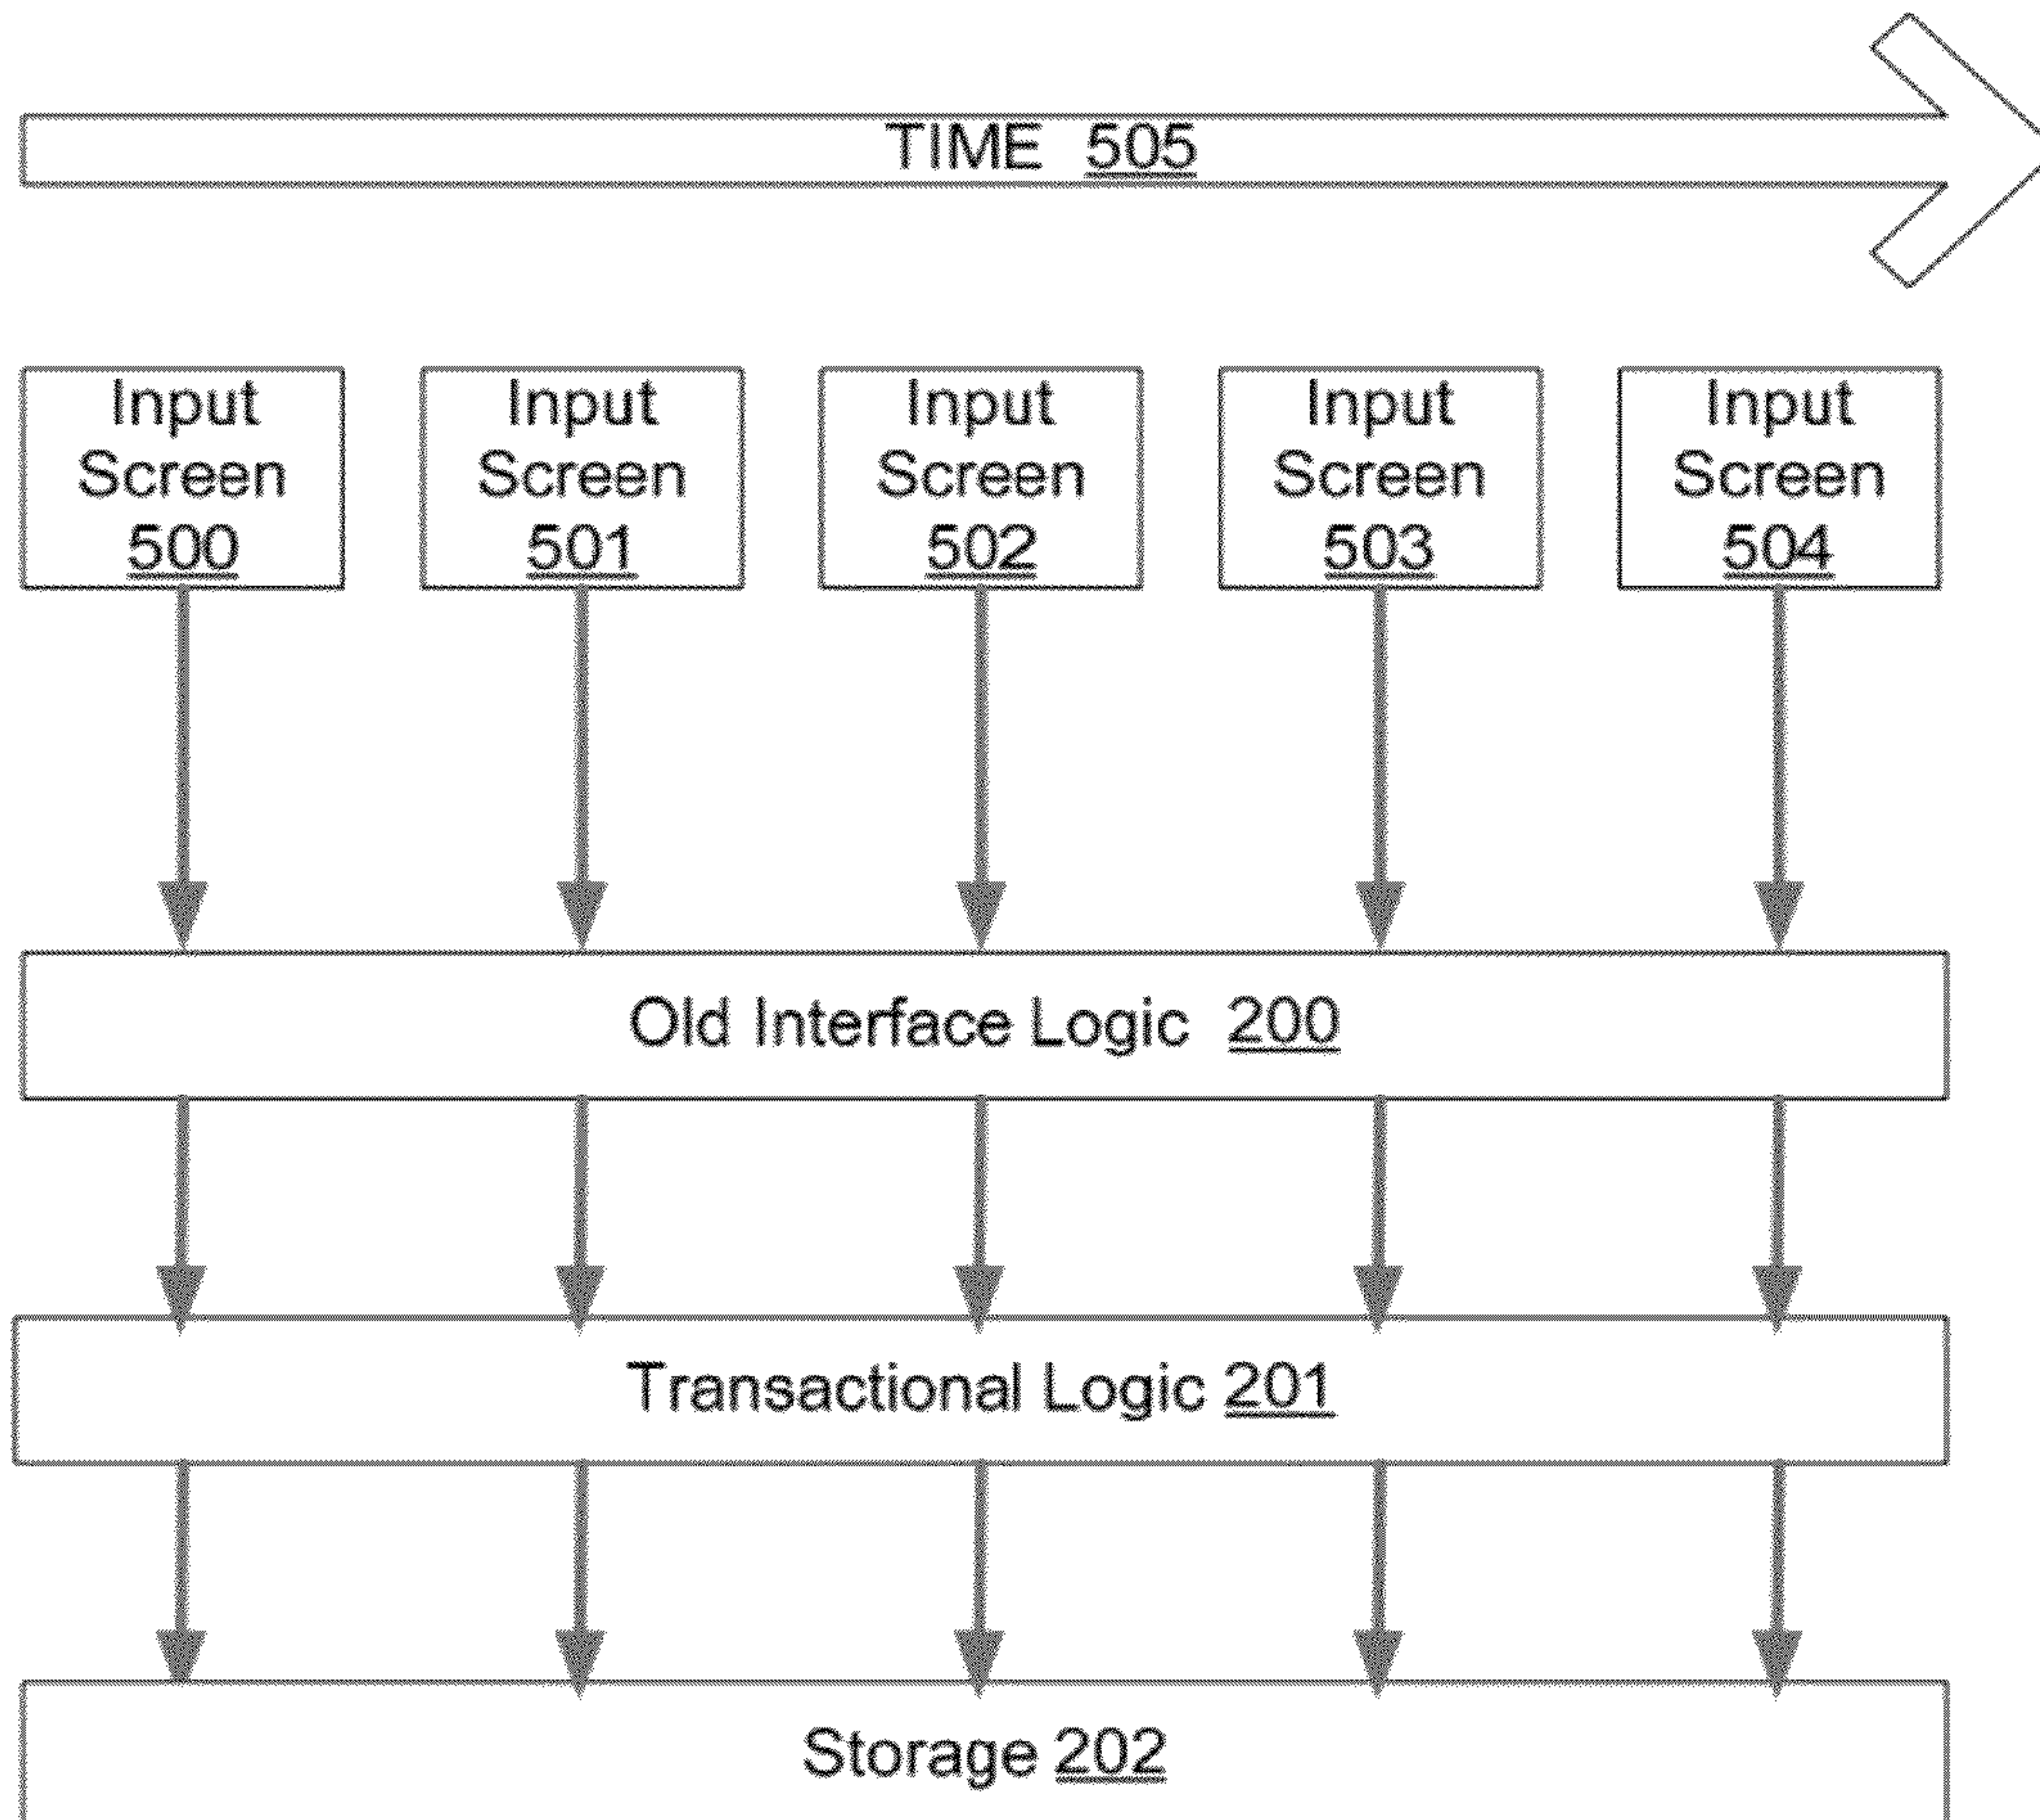 TIME 505
Input
Screen
500
Input
Screen
501
Input
Screen
502
Input
Screen
503
Input
Screen
504
Old Interface Logic 200
Transactional Logic 201
Storage 202